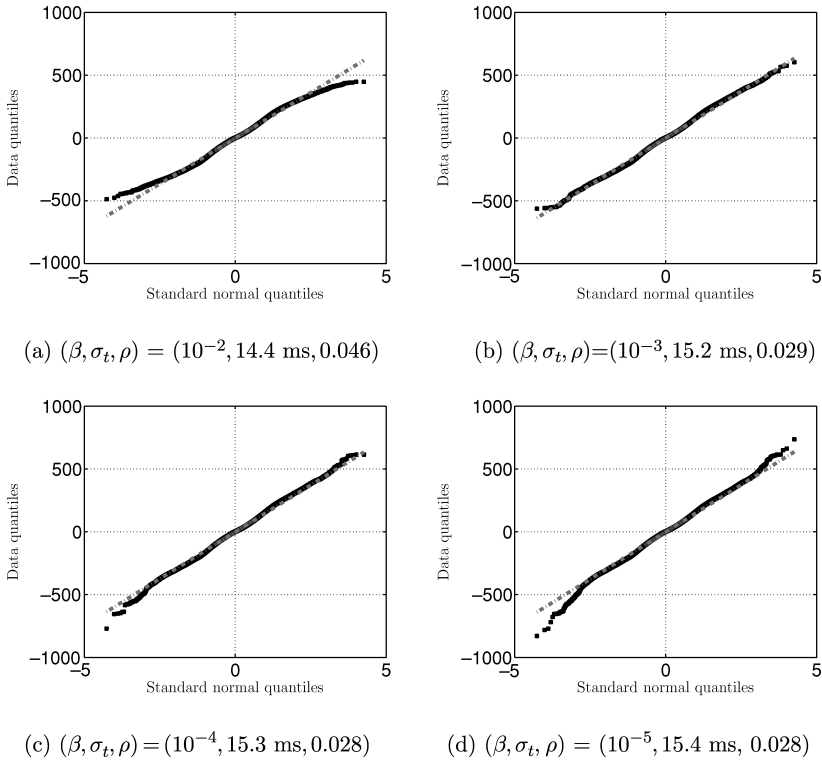 1000
500
0
−500
−1000
−5
0
5
Data quantiles
Standard normal quantiles
(a) (β, σt, ρ) = (10−2, 14.4 ms, 0.046)
1000
500
0
−500
−1000
−5
0
5
Data quantiles
Standard normal quantiles
(b) (β, σt, ρ)=(10−3, 15.2 ms, 0.029)
1000
500
0
−500
−1000
−5
0
5
Data quantiles
Standard normal quantiles
(c) (β, σt, ρ) = (10−4, 15.3 ms, 0.028)
1000
500
0
−500
−1000
−5
0
5
Data quantiles
Standard normal quantiles
(d) (β, σt, ρ) = (10−5, 15.4 ms, 0.028)